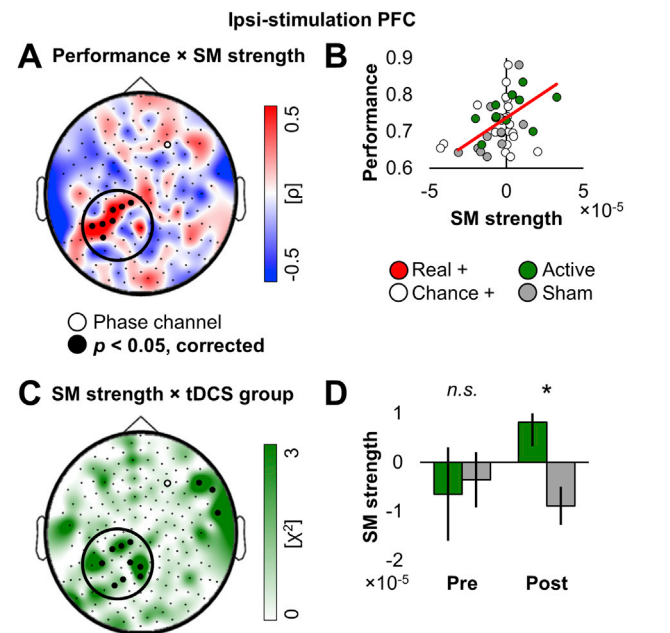 Ipsi-stimulation PFC
A Performance × SM strength
0.5
[ρ]
-0.5
Phase channel
p < 0.05, corrected
B
Performance
0.9
0.8
0.7
0.6
-5 0 5
×10-5
SM strength
Real + Active
Chance + Sham
C SM strength × tDCS group
3
[χ2]
0
D
n.s. *
SM strength
1
0
-1
-2
×10-5
Pre Post